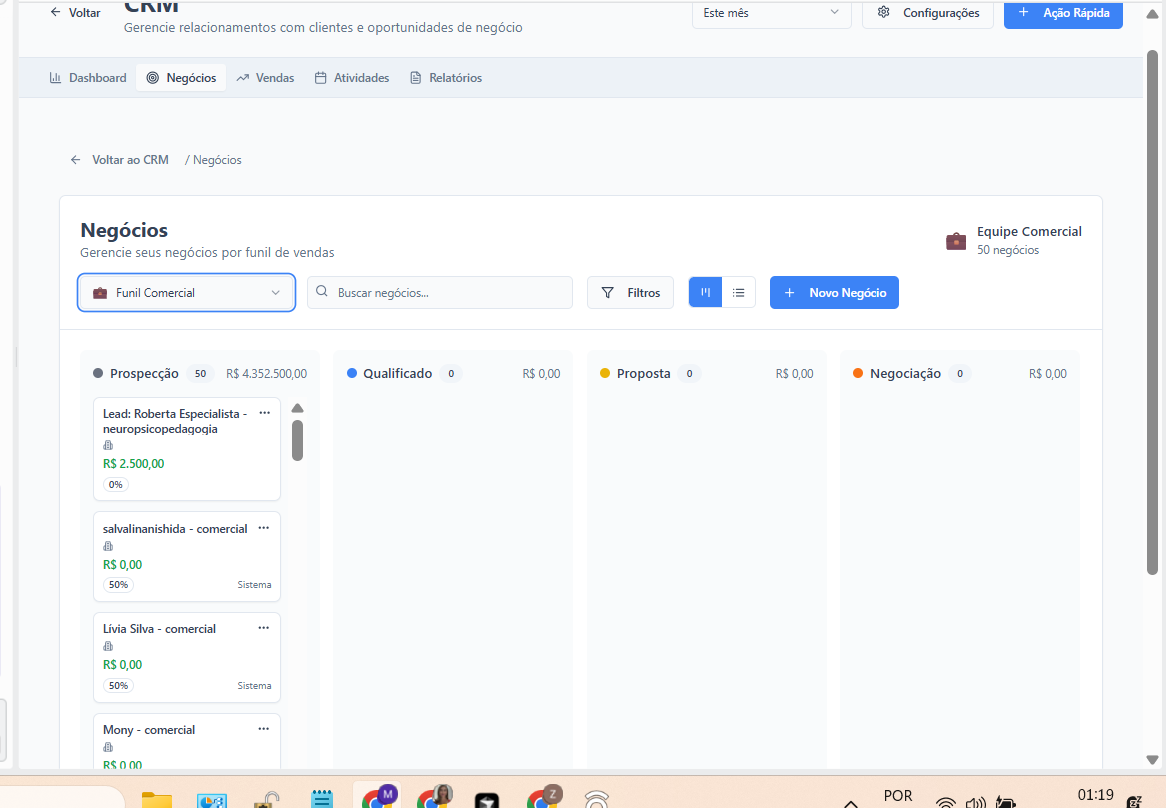 Voltar
CRM
Gerencie relacionamentos com clientes e oportunidades de negócio
Este mês
Configurações
+ Ação Rápida
Dashboard
Negócios
Vendas
Atividades
Relatórios
Voltar ao CRM / Negócios
Negócios
Gerencie seus negócios por funil de vendas
Equipe Comercial
50 negócios
Funil Comercial
Buscar negócios...
Filtros
+ Novo Negócio
Prospecção 50 R$ 4.352.500,00
Qualificado 0 R$ 0,00
Proposta 0 R$ 0,00
Negociação 0 R$ 0,00
Lead: Roberta Especialista -
neuropsicopedagogia
R$ 2.500,00
0%
salvalinanishida - comercial
R$ 0,00
50% Sistema
Lívia Silva - comercial
R$ 0,00
50% Sistema
Mony - comercial
R$ 0,00
M
Z
POR
01:19